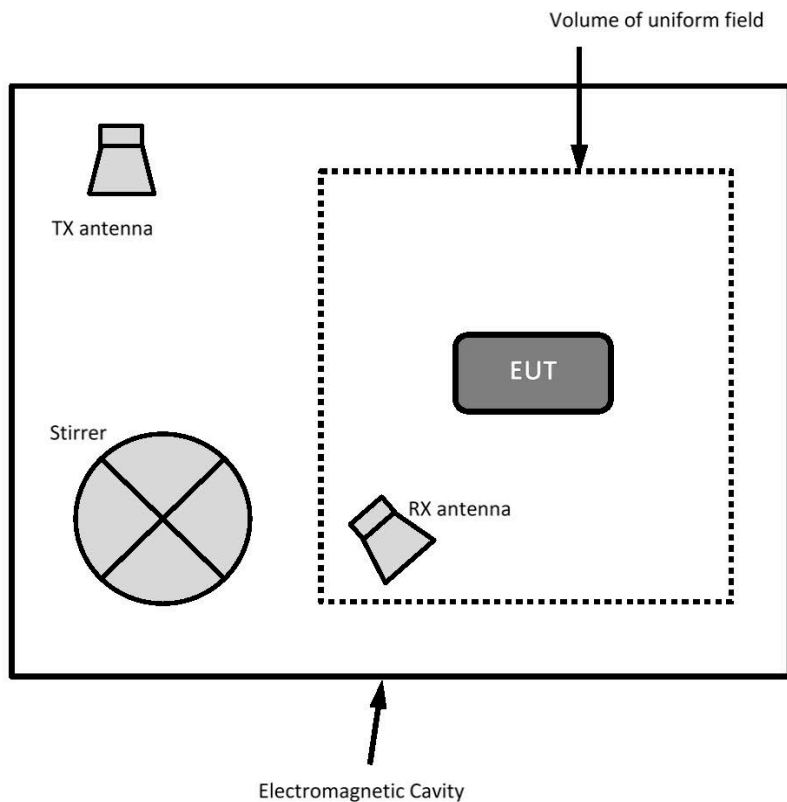 Volume of uniform field
TX antenna
EUT
Stirrer
RX antenna
Electromagnetic Cavity